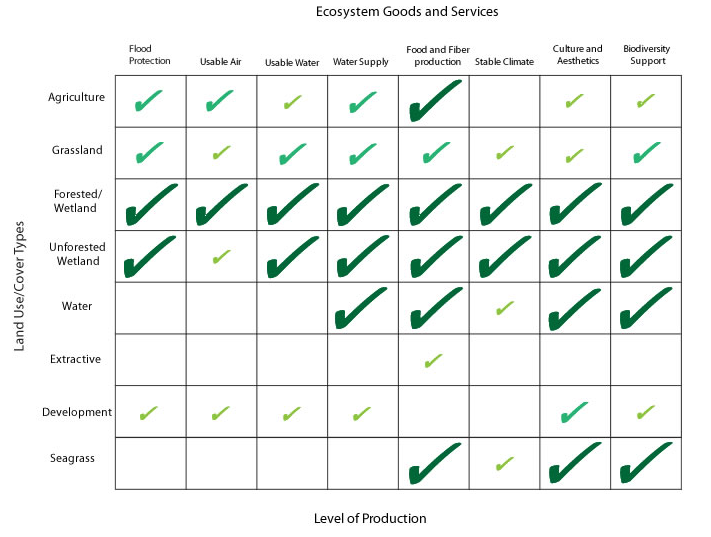 Ecosystem Goods and Services
Flood
Protection
Usable Air
Usable Water
Water Supply
Food and Fiber
production
Stable Climate
Culture and
Aesthetics
Biodiversity
Support
Land Use/Cover Types
Agriculture
Grassland
Forested/
Wetland
Unforested
Wetland
Water
Extractive
Development
Seagrass
Level of Production